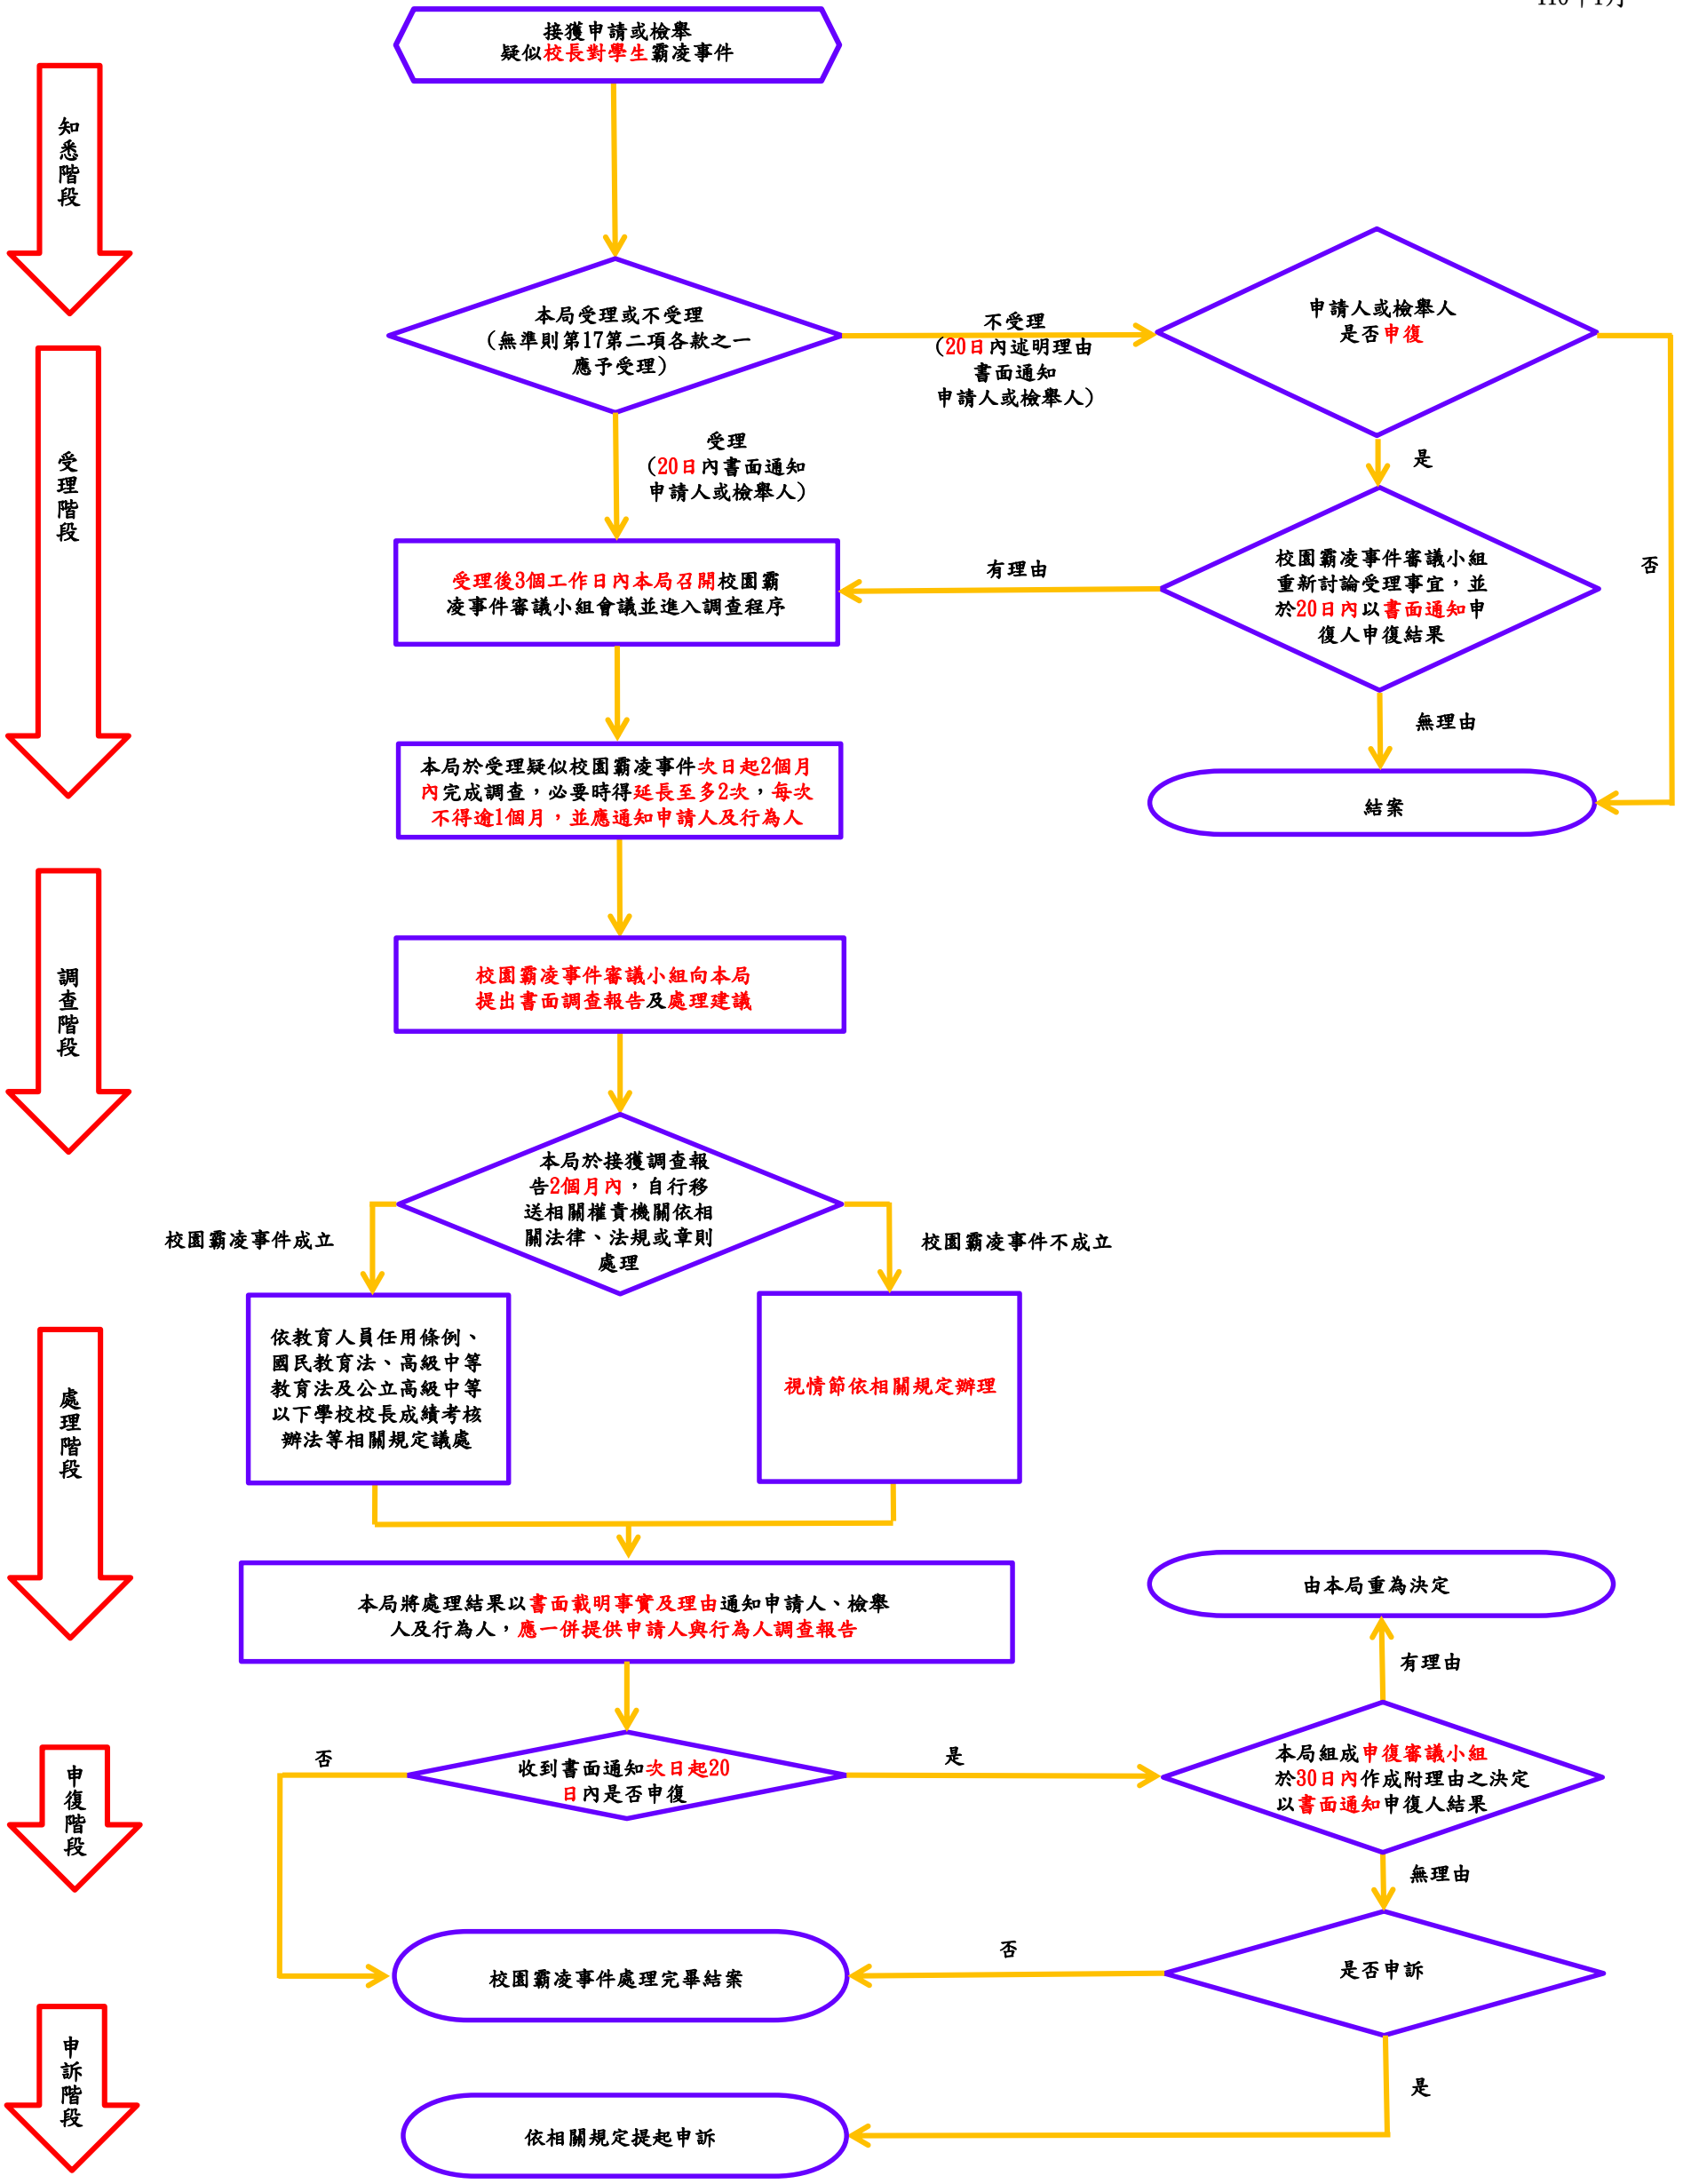 接獲申請或檢舉
疑似校長對學生霸凌事件
知悉階段
本局受理或不受理
(無準則第17第二項各款之一
應予受理)
不受理
(20日內述明理由
書面通知
申請人或檢舉人)
申請人或檢舉人
是否申復
受理
(20日內書面通知
申請人或檢舉人)
是
否
受理階段
受理後3個工作日內本局召開校園霸
凌事件審議小組會議並進入調查程序
有理由
校園霸凌事件審議小組
重新討論受理事宜，並
於20日內以書面通知申
復人申復結果
無理由
結案
本局於受理疑似校園霸凌事件次日起2個月
內完成調查，必要時得延長至多2次，每次
不得逾1個月，並應通知申請人及行為人
調查階段
校園霸凌事件審議小組向本局
提出書面調查報告及處理建議
本局於接獲調查報
告2個月內，自行移
送相關權責機關依相
關法律、法規或章則
處理
校園霸凌事件成立
校園霸凌事件不成立
處理階段
依教育人員任用條例、
國民教育法、高級中等
教育法及公立高級中等
以下學校校長成績考核
辦法等相關規定議處
視情節依相關規定辦理
本局將處理結果以書面載明事實及理由通知申請人、檢舉
人及行為人，應一併提供申請人與行為人調查報告
由本局重為決定
有理由
申復階段
否
收到書面通知次日起20
日內是否申復
是
本局組成申復審議小組
於30日內作成附理由之決定
以書面通知申復人結果
無理由
校園霸凌事件處理完畢結案
否
是否申訴
申訴階段
是
依相關規定提起申訴